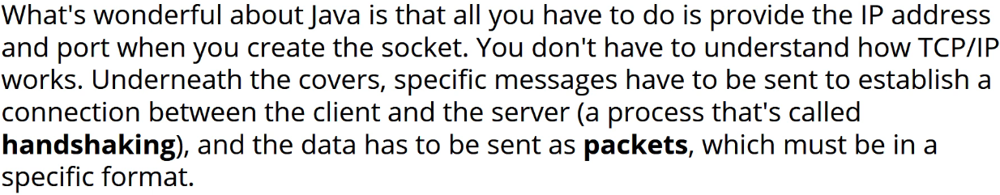 What's wonderful about Java is that all you have to do is provide the IP address
and port when you create the socket. You don't have to understand how TCP/IP
works. Underneath the covers, specific messages have to be sent to establish a
connection between the client and the server (a process that's called
handshaking), and the data has to be sent as packets, which must be in a
specific format.